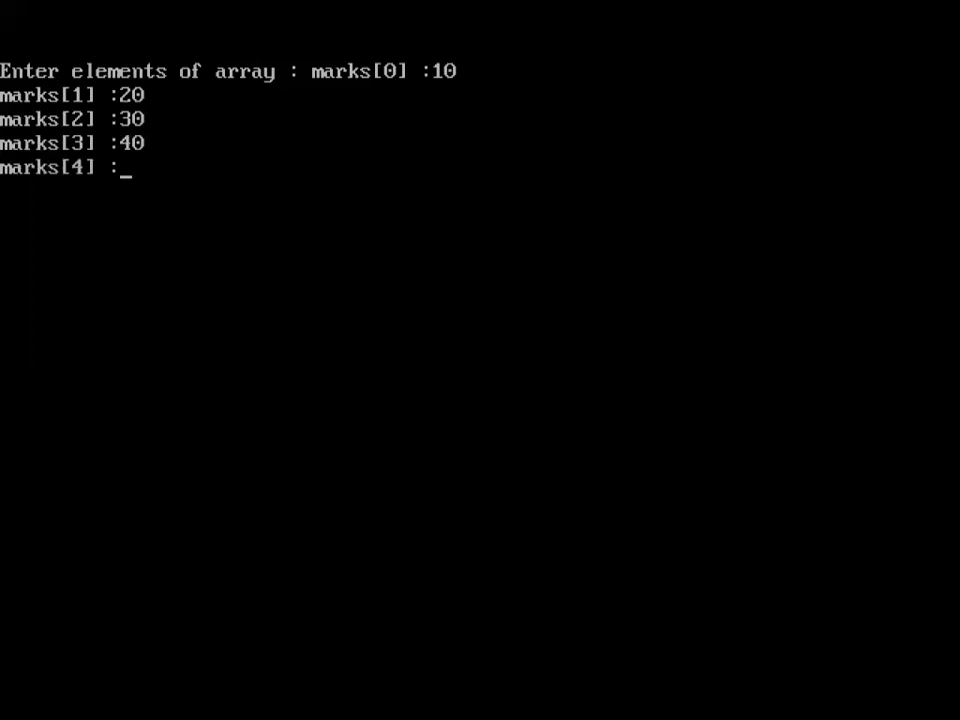 Enter elements of array : marks[0] :10
marks[1] :20
marks[2] :30
marks[3] :40
marks[4] :_